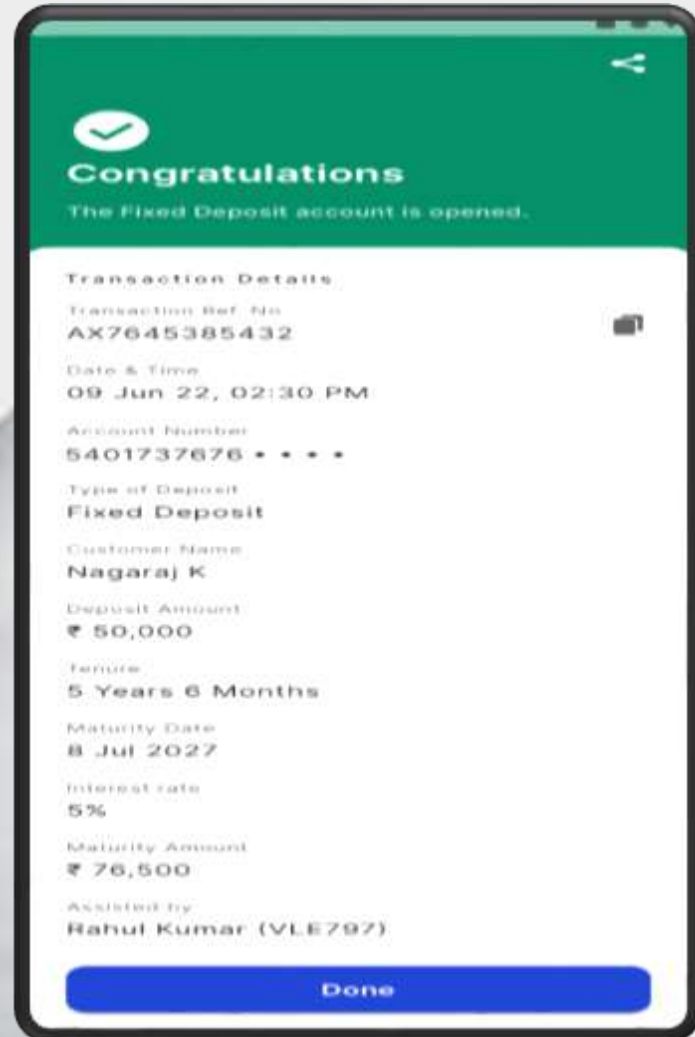 Congratulations
The Fixed Deposit account is opened.
Transaction Details
Transaction Ref. No
AX7645385432
Date & Time
09 Jun 22, 02:30 PM
Account Number
5401737676 • • • •
Type of Deposit
Fixed Deposit
Customer Name
Nagaraj K
Deposit Amount
₹ 50,000
Tenure
5 Years 6 Months
Maturity Date
8 Jul 2027
Interest rate
5%
Maturity Amount
₹ 76,500
Assisted by
Rahul Kumar (VLE797)
Done